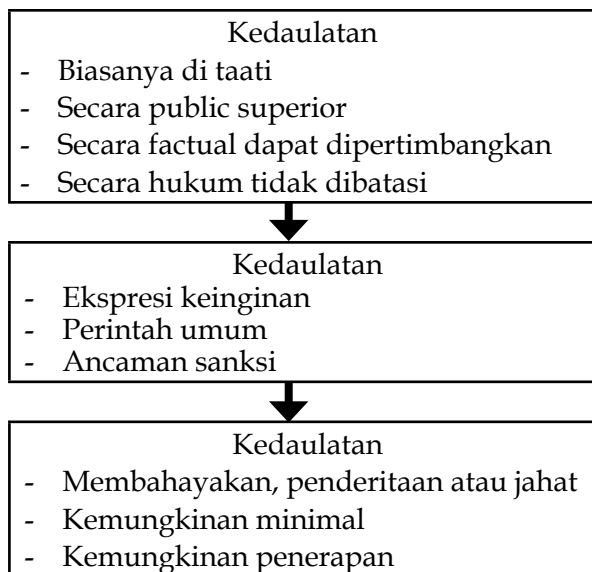 Kedaulatan
- Biasanya di taati
- Secara public superior
- Secara factual dapat dipertimbangkan
- Secara hukum tidak dibatasi
Kedaulatan
- Ekspresi keinginan
- Perintah umum
- Ancaman sanksi
Kedaulatan
- Membahayakan, penderitaan atau jahat
- Kemungkinan minimal
- Kemungkinan penerapan